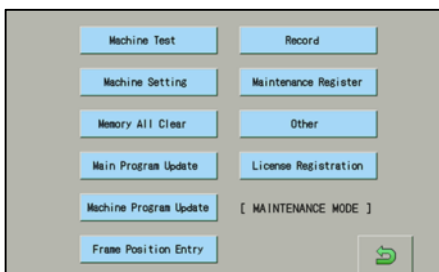 Machine Test
Record
Machine Setting
Maintenance Register
Memory All Clear
Other
Main Program Update
License Registration
Machine Program Update
[ MAINTENANCE MODE ]
Frame Position Entry